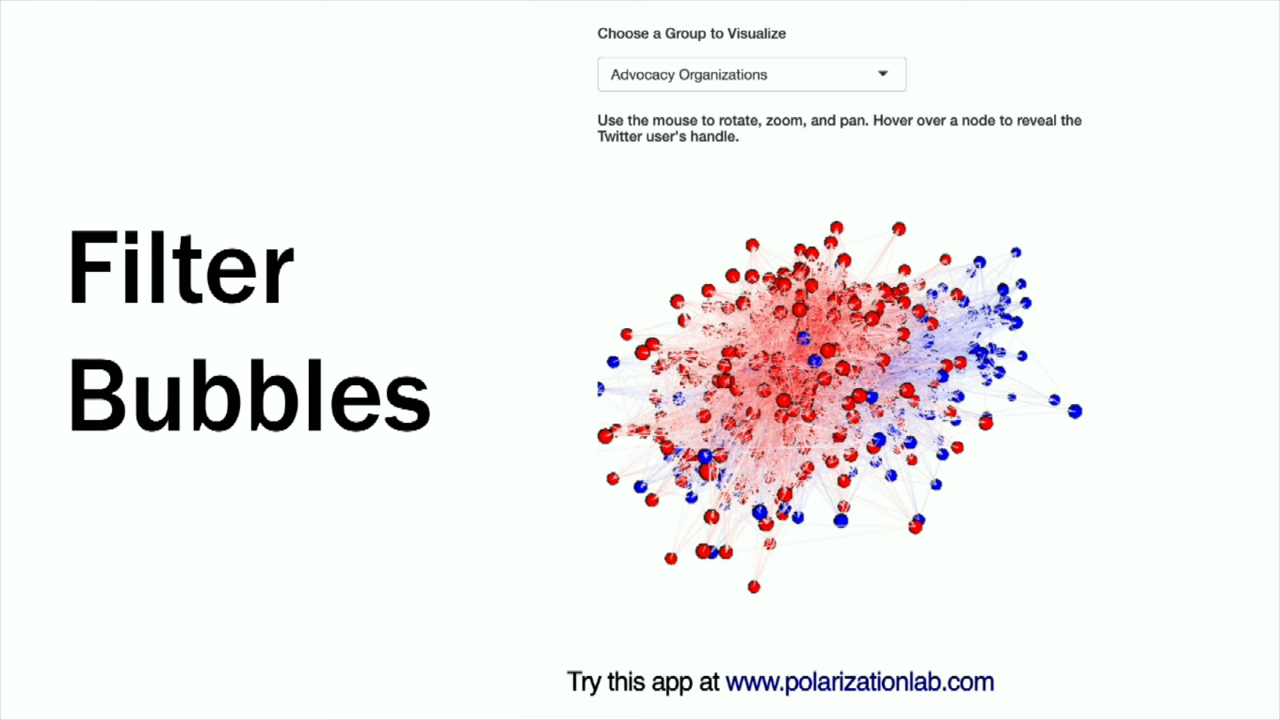 Filter
Bubbles
Choose a Group to Visualize
Advocacy Organizations
Use the mouse to rotate, zoom, and pan. Hover over a node to reveal the
Twitter user's handle.
Try this app at www.polarizationlab.com